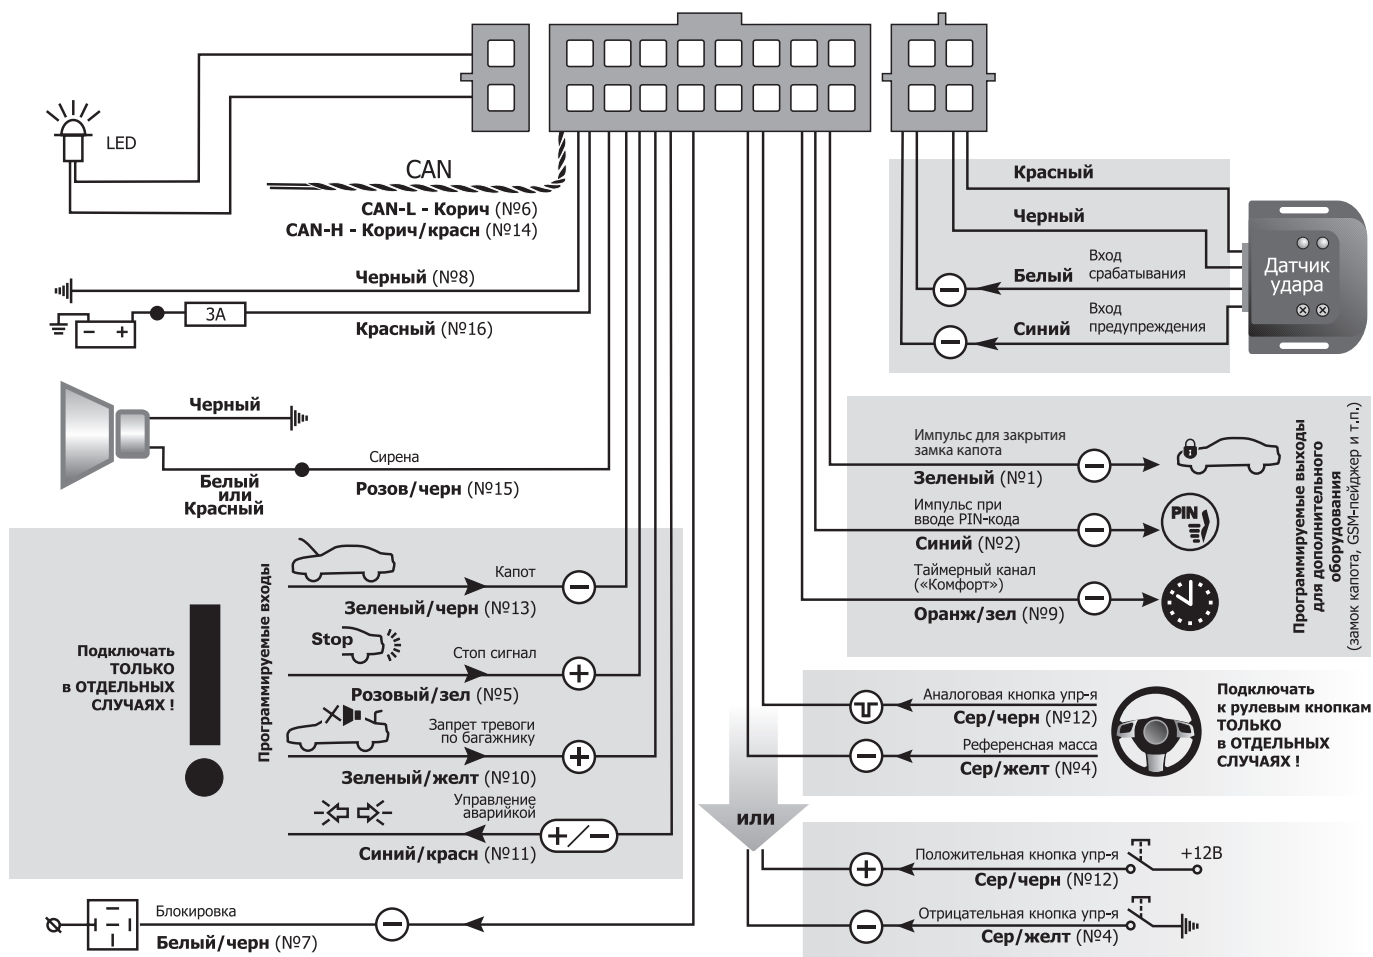 LED
CAN
CAN-L - Корич (№6)
CAN-H - Корич/красн (№14)
Черный (№8)
3А
− +
Красный (№16)
Черный
Сирена
Белый
или
Красный
Розов/черн (№15)
Подключать
ТОЛЬКО
в ОТДЕЛЬНЫХ
СЛУЧАЯХ !
Программируемые входы
Капот
−
Зеленый/черн (№13)
Stop
Стоп сигнал
+
Розовый/зел (№5)
Запрет тревоги
по багажнику
+
Зеленый/желт (№10)
Управление
аварийкой
+/−
Синий/красн (№11)
Блокировка
−
Белый/черн (№7)
Красный
Черный
Белый
Вход
срабатывания
−
Синий
Вход
предупреждения
−
Датчик
удара
Импульс для закрытия
замка капота
−
Зеленый (№1)
Импульс при
вводе PIN-кода
−
PIN
Синий (№2)
Таймерный канал
(«Комфорт»)
−
Оранж/зел (№9)
Программируемые выходы
для дополнительного
оборудования
(замок капота, GSM-пейджер и т.п.)
Аналоговая кнопка упр-я
Сер/черн (№12)
Референсная масса
−
Сер/желт (№4)
Подключать
к рулевым кнопкам
ТОЛЬКО
в ОТДЕЛЬНЫХ
СЛУЧАЯХ !
или
Положительная кнопка упр-я
+
+12В
Сер/черн (№12)
Отрицательная кнопка упр-я
−
Сер/желт (№4)